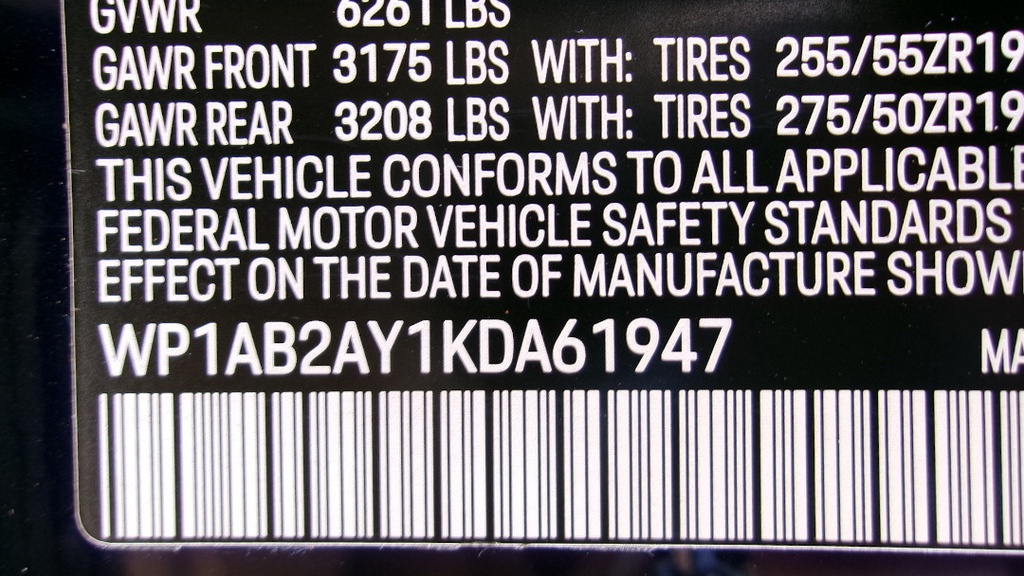 GVWR 6261 LBS
GAWR FRONT 3175 LBS WITH: TIRES 255/55ZR19
GAWR REAR 3208 LBS WITH: TIRES 275/50ZR19
THIS VEHICLE CONFORMS TO ALL APPLICABLE
FEDERAL MOTOR VEHICLE SAFETY STANDARDS
EFFECT ON THE DATE OF MANUFACTURE SHOW
WP1AB2AY1KDA61947 MA